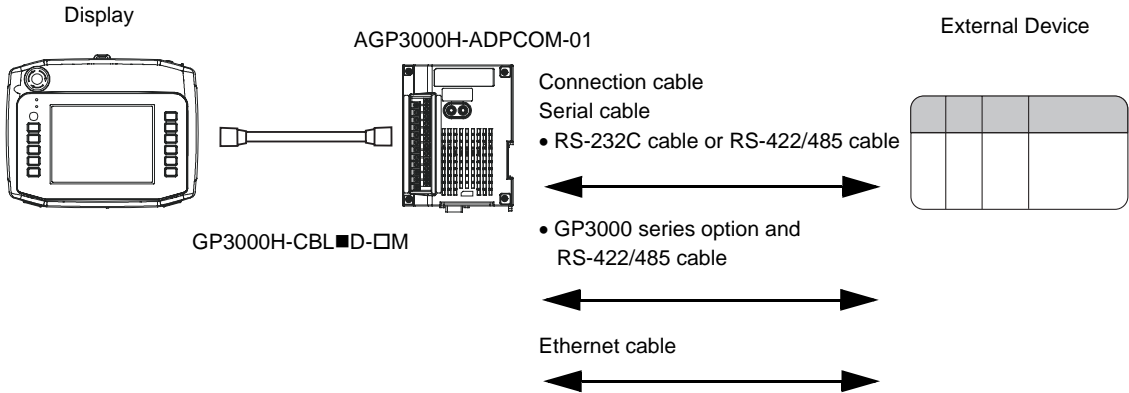 Display
AGP3000H-ADPCOM-01
External Device
Connection cable
Serial cable
• RS-232C cable or RS-422/485 cable
GP3000H-CBL■D-□M
• GP3000 series option and
RS-422/485 cable
Ethernet cable